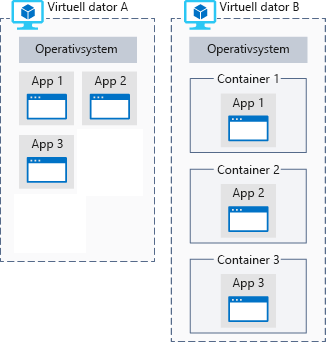 Virtuell dator A
Operativsystem
App 1
App 2
App 3
Virtuell dator B
Operativsystem
Container 1
App 1
Container 2
App 2
Container 3
App 3